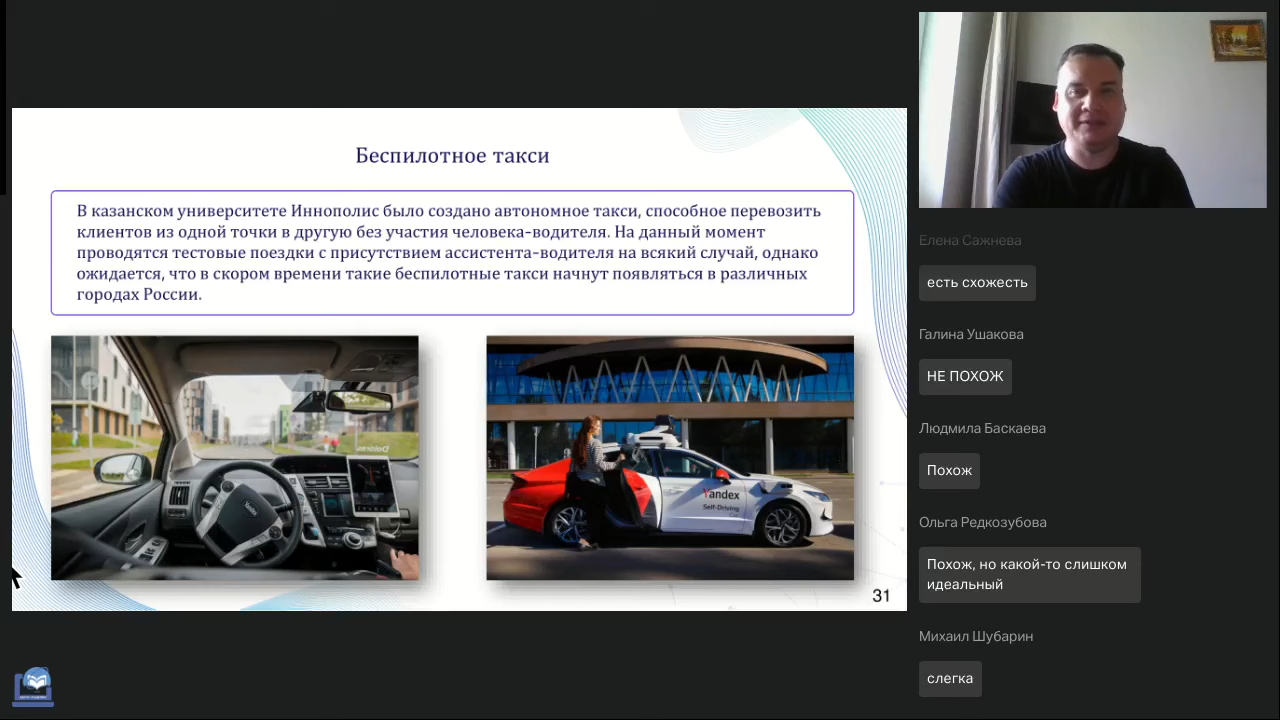 Беспилотное такси
В казанском университете Иннополис было создано автономное такси, способное перевозить
клиентов из одной точки в другую без участия человека-водителя. На данный момент
проводятся тестовые поездки с присутствием ассистента-водителя на всякий случай, однако
ожидается, что в скором времени такие беспилотные такси начнут появляться в различных
городах России.
Yandex
Yandex
Self-Driving
Car
31
Елена Сажнева
есть схожесть
Галина Ушакова
НЕ ПОХОЖ
Людмила Баскаева
Похож
Ольга Редкозубова
Похож, но какой-то слишком
идеальный
Михаил Шубарин
слегка